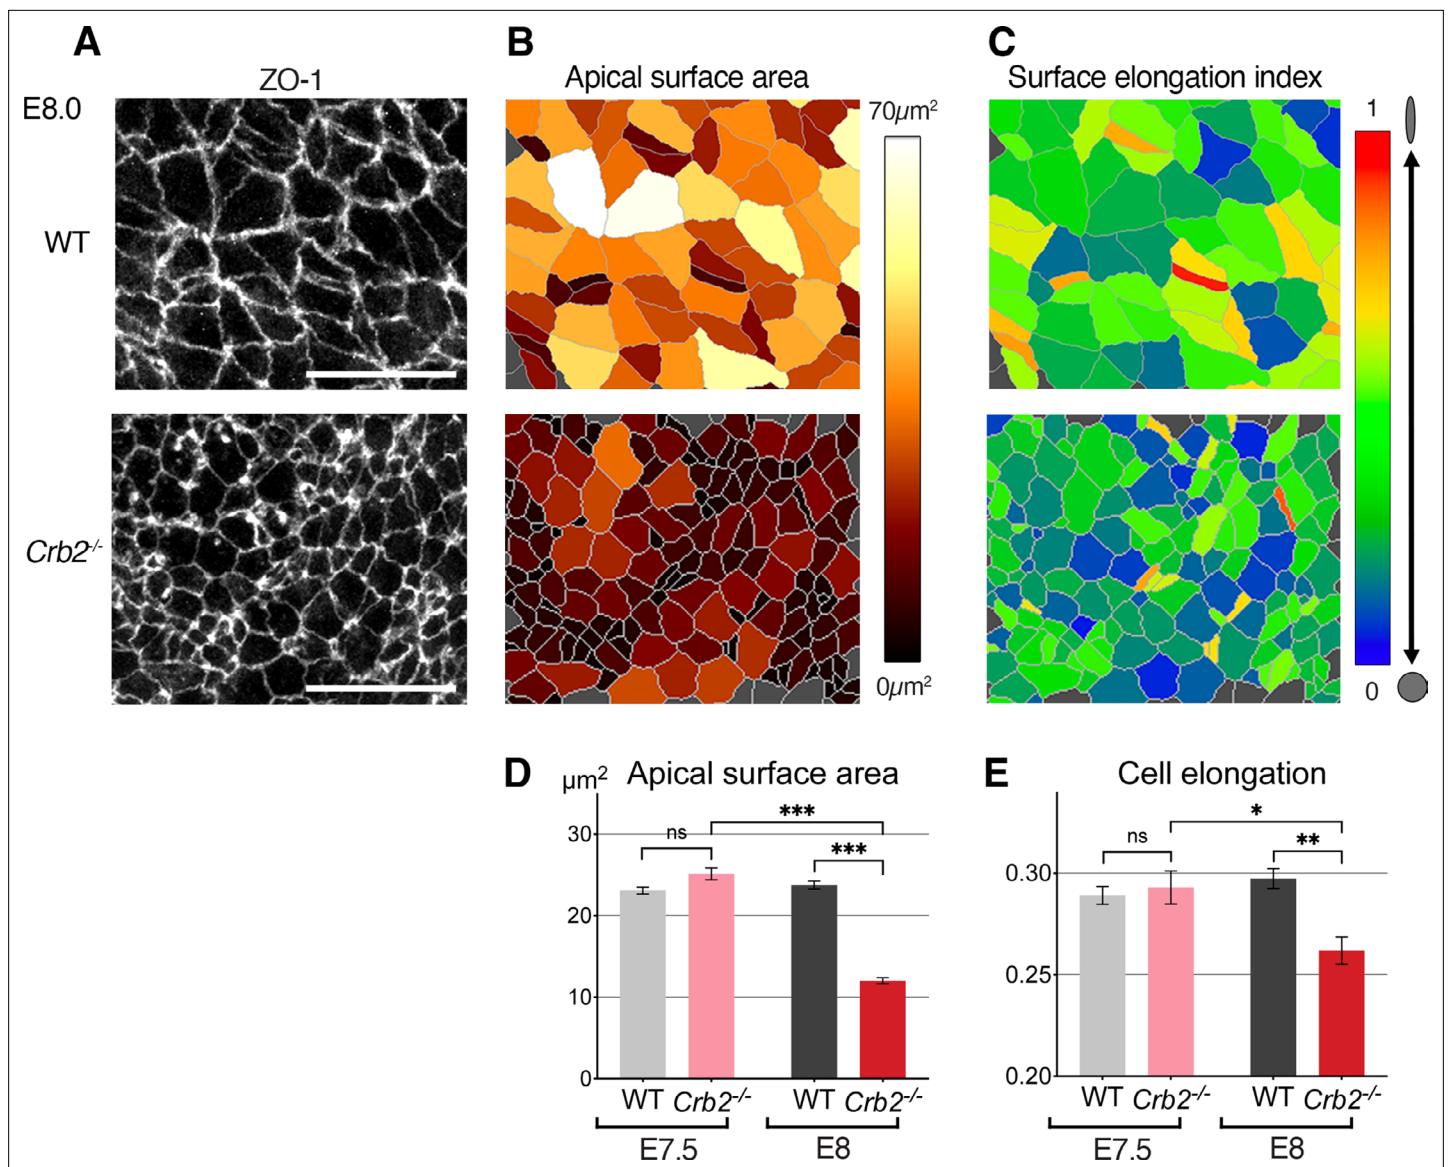 A
B
C
ZO-1
Apical surface area
Surface elongation index
E8.0
WT
Crb2-/-
70µm²
0µm²
1
0
D
µm²
Apical surface area
30
20
10
0
ns
***
***
WT
Crb2-/-
WT
Crb2-/-
E7.5
E8
E
Cell elongation
0.30
0.25
0.20
ns
*
**
WT
Crb2-/-
WT
Crb2-/-
E7.5
E8